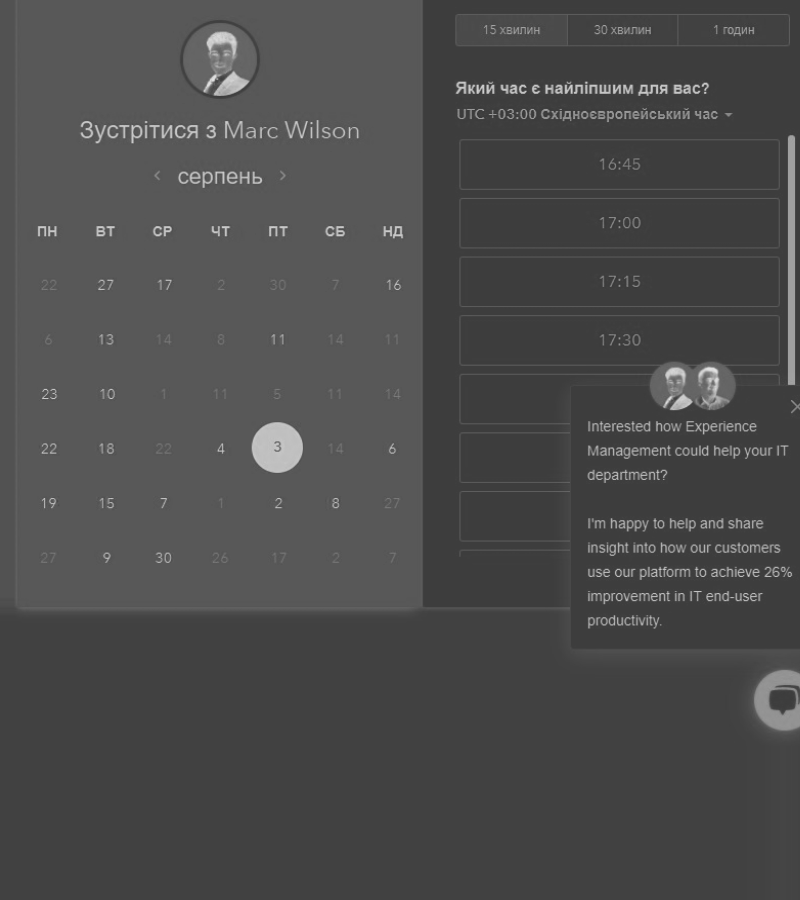 Зустрітися з Marc Wilson
серпень
ПН ВТ СР ЧТ ПТ СБ НД
22 27 17 2 30 7 16
6 13 14 8 11 14 11
23 10 1 11 5 11 14
22 18 22 4 3 14 6
19 15 7 1 2 8 27
27 9 30 26 17 2 7
15 хвилин 30 хвилин 1 годин
Який час є найліпшим для вас?
UTC +03:00 Східноєвропейський час
16:45
17:00
17:15
17:30
Interested how Experience
Management could help your IT
department?
I'm happy to help and share
insight into how our customers
use our platform to achieve 26%
improvement in IT end-user
productivity.